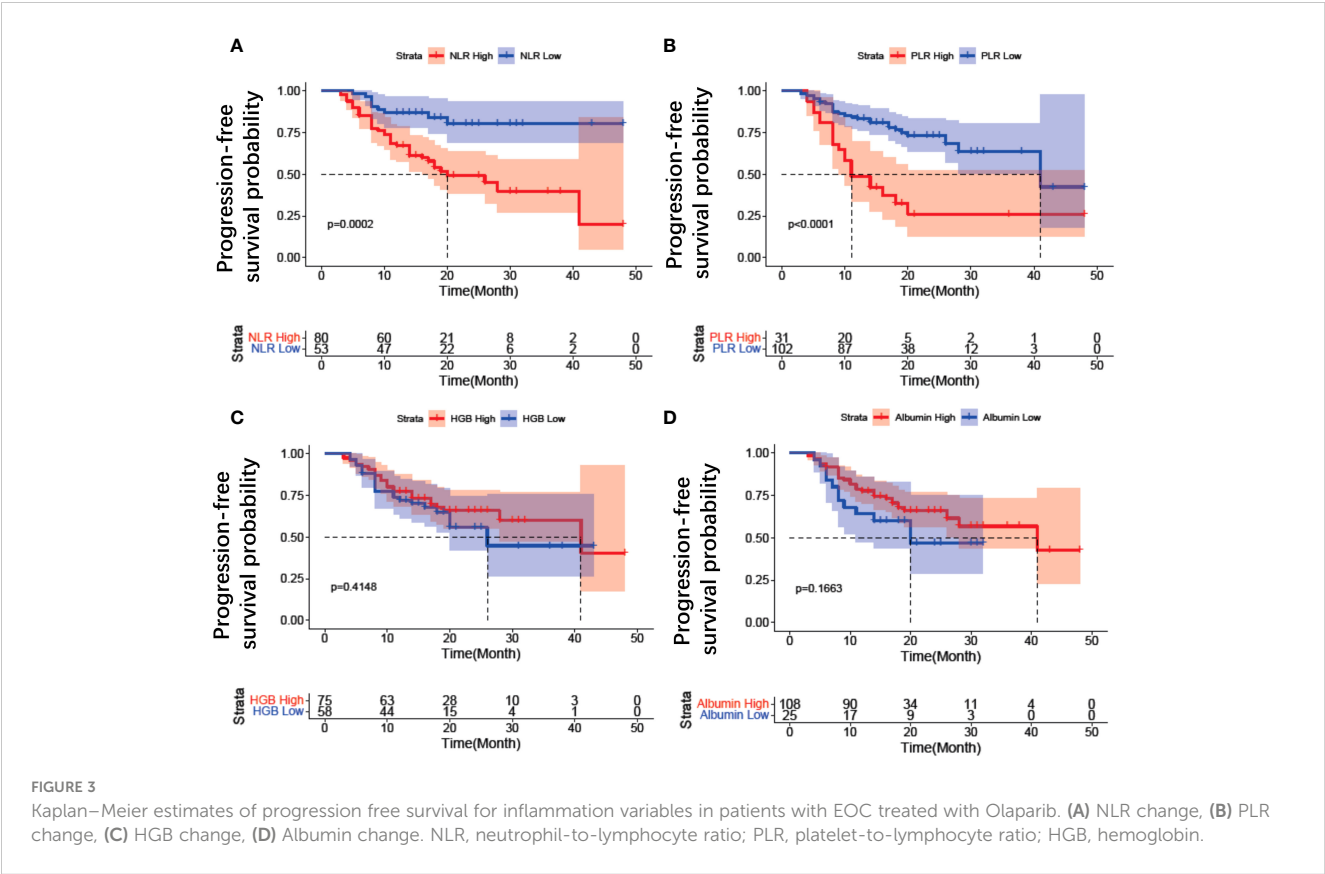 A
Strata NLR High NLR Low
Progression-free
survival probability
1.00
0.75
0.50
0.25
0.00
p=0.0002
0 10 20 30 40 50
Time(Month)
Strata
NLR High 80 60 21 8 2 0
NLR Low 53 47 22 6 2 0
0 10 20 30 40 50
Time(Month)
B
Strata PLR High PLR Low
Progression-free
survival probability
1.00
0.75
0.50
0.25
0.00
p<0.0001
0 10 20 30 40 50
Time(Month)
Strata
PLR High 31 20 5 2 1 0
PLR Low 102 87 38 12 3 0
0 10 20 30 40 50
Time(Month)
C
Strata HGB High HGB Low
Progression-free
survival probability
1.00
0.75
0.50
0.25
0.00
p=0.4148
0 10 20 30 40 50
Time(Month)
Strata
HGB High 75 63 28 10 3 0
HGB Low 58 44 15 4 1 0
0 10 20 30 40 50
Time(Month)
D
Strata Albumin High Albumin Low
Progression-free
survival probability
1.00
0.75
0.50
0.25
0.00
p=0.1663
0 10 20 30 40 50
Time(Month)
Strata
Albumin High 108 90 34 11 4 0
Albumin Low 25 17 9 3 0 0
0 10 20 30 40 50
Time(Month)
FIGURE 3
Kaplan–Meier estimates of progression free survival for inflammation variables in patients with EOC treated with Olaparib. (A) NLR change, (B) PLR
change, (C) HGB change, (D) Albumin change. NLR, neutrophil-to-lymphocyte ratio; PLR, platelet-to-lymphocyte ratio; HGB, hemoglobin.